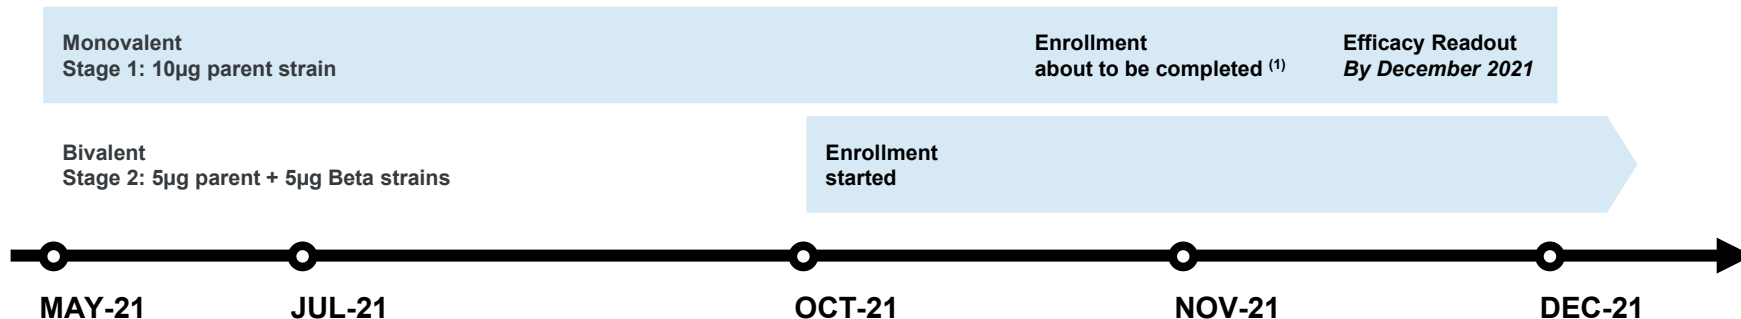 Monovalent
Stage 1: 10µg parent strain
Enrollment
about to be completed (1)
Efficacy Readout
By December 2021
Bivalent
Stage 2: 5µg parent + 5µg Beta strains
Enrollment
started
MAY-21
JUL-21
OCT-21
NOV-21
DEC-21